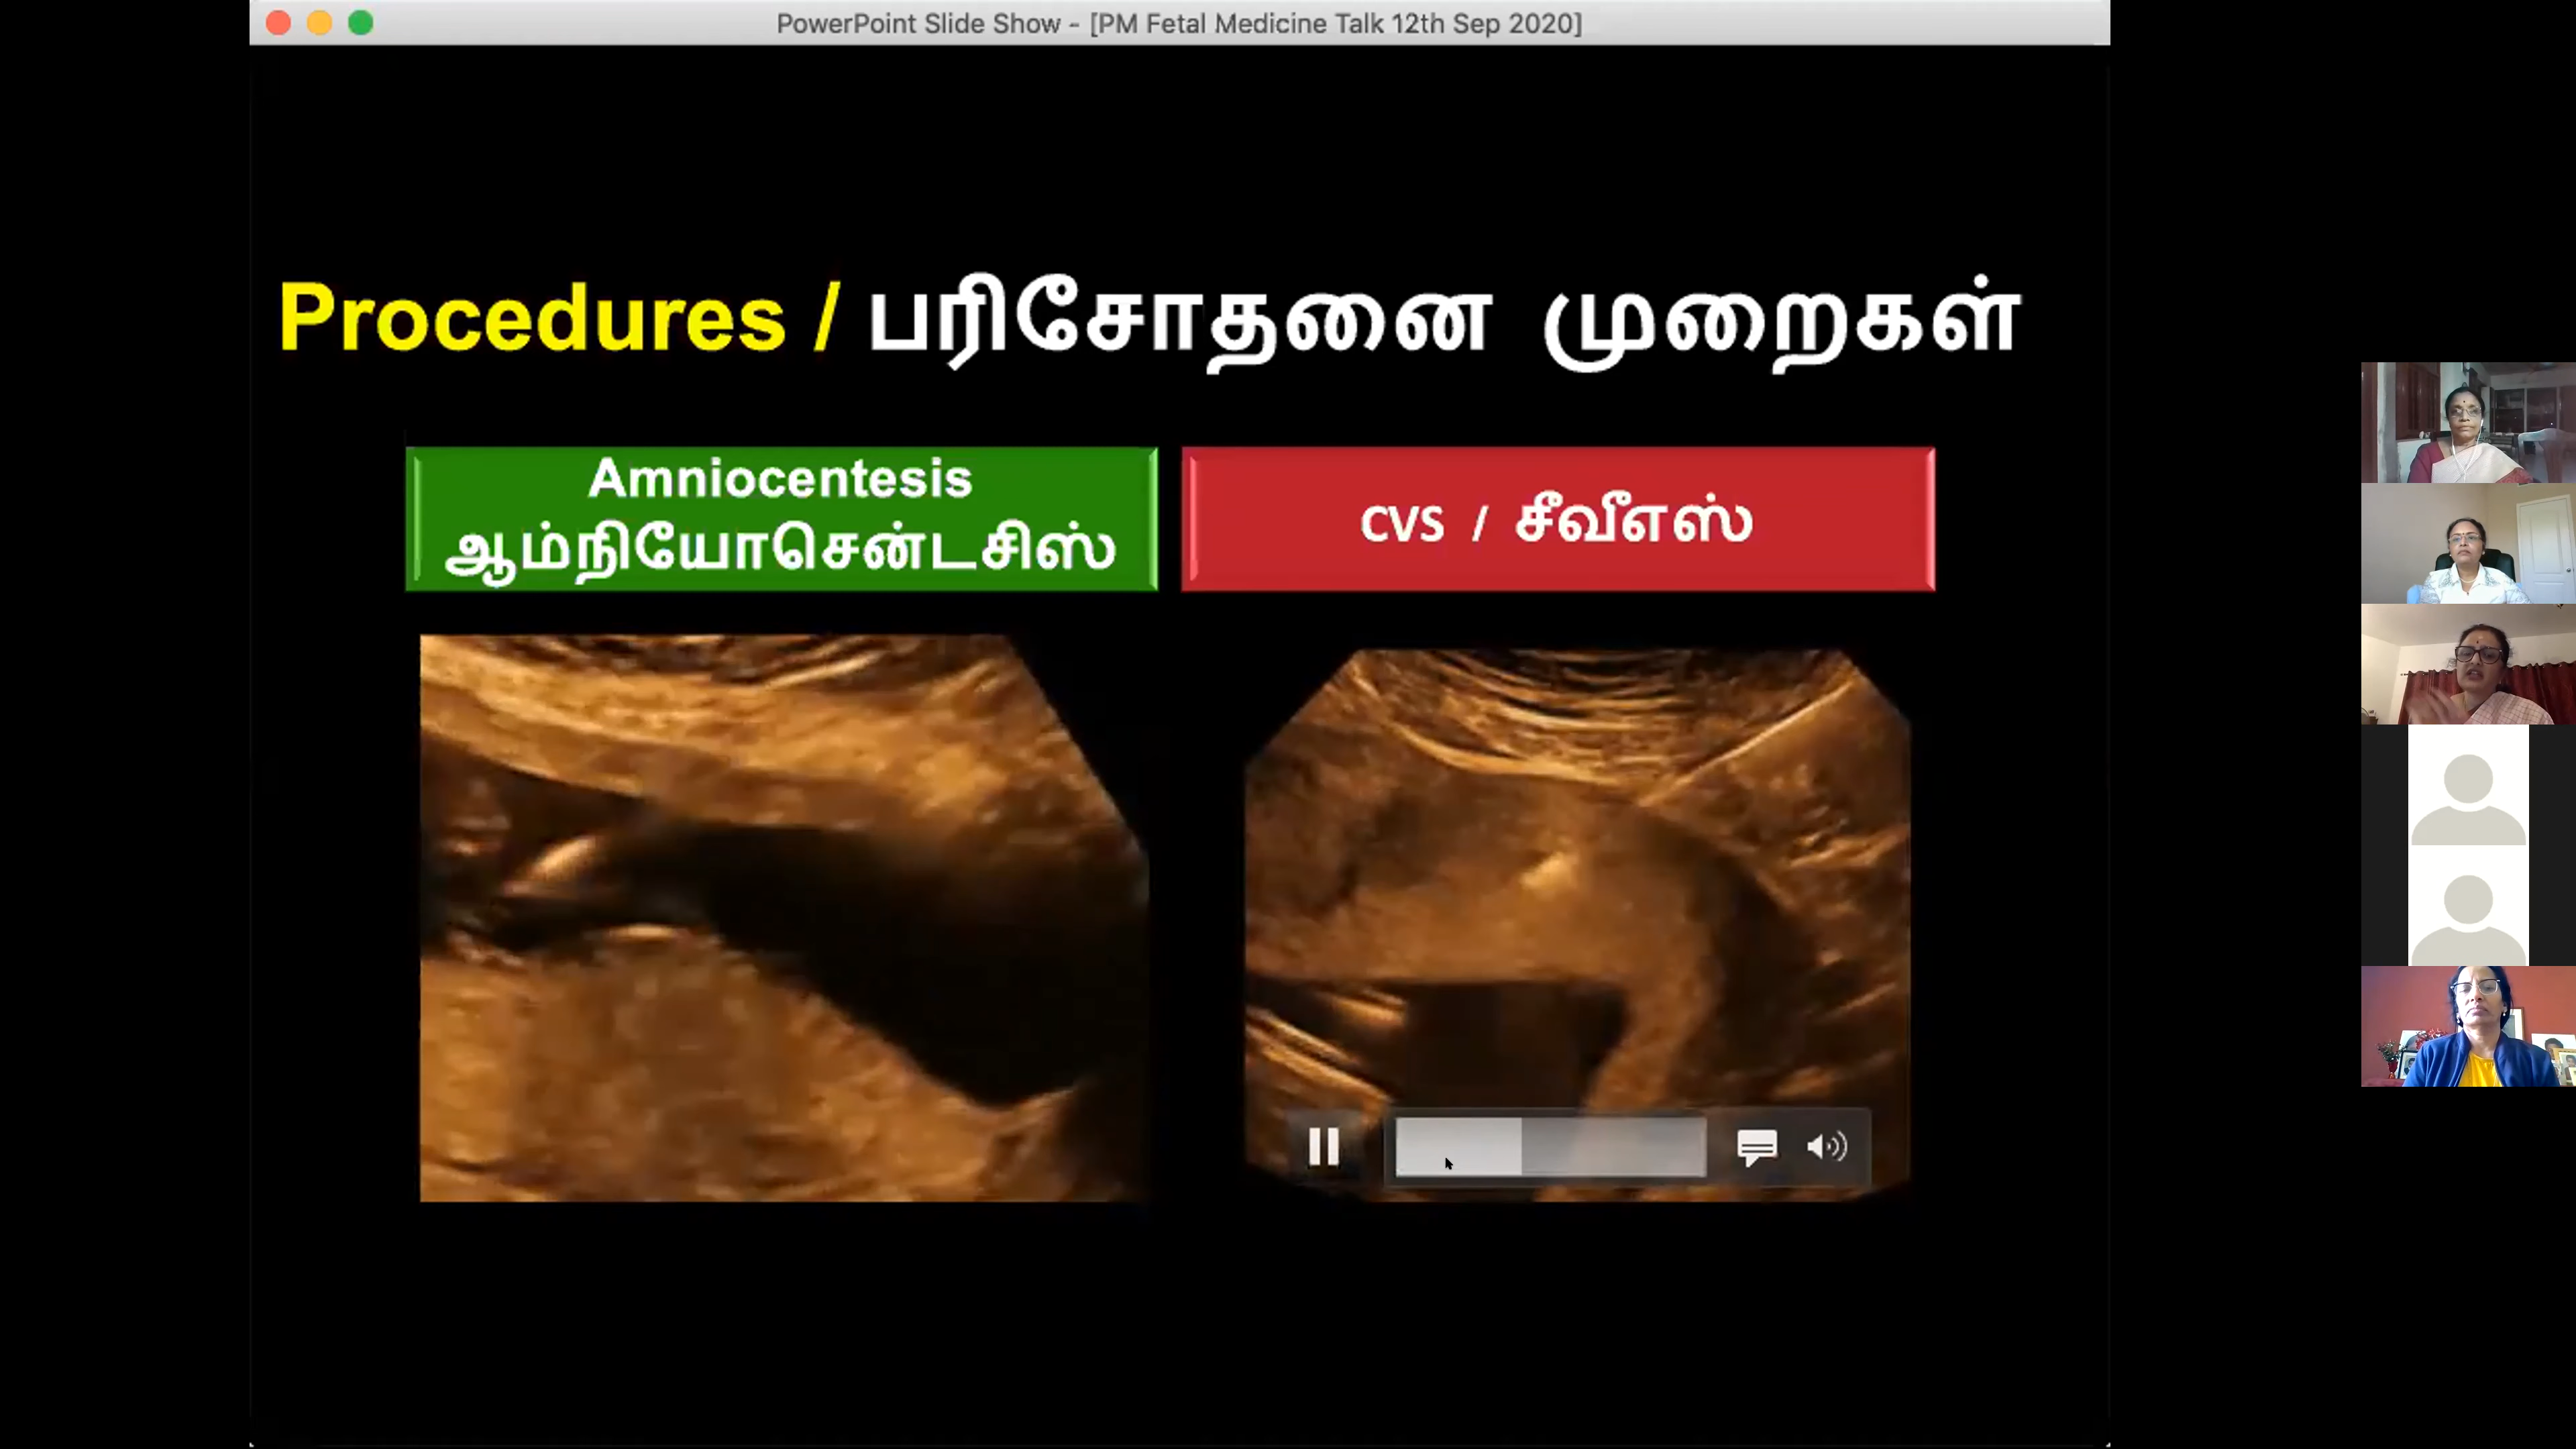 PowerPoint Slide Show - [PM Fetal Medicine Talk 12th Sep 2020]
Procedures / பரிசோதனை முறைகள்
Amniocentesis
ஆம்நியோசென்டசிஸ்
CVS / சீவீஎஸ்